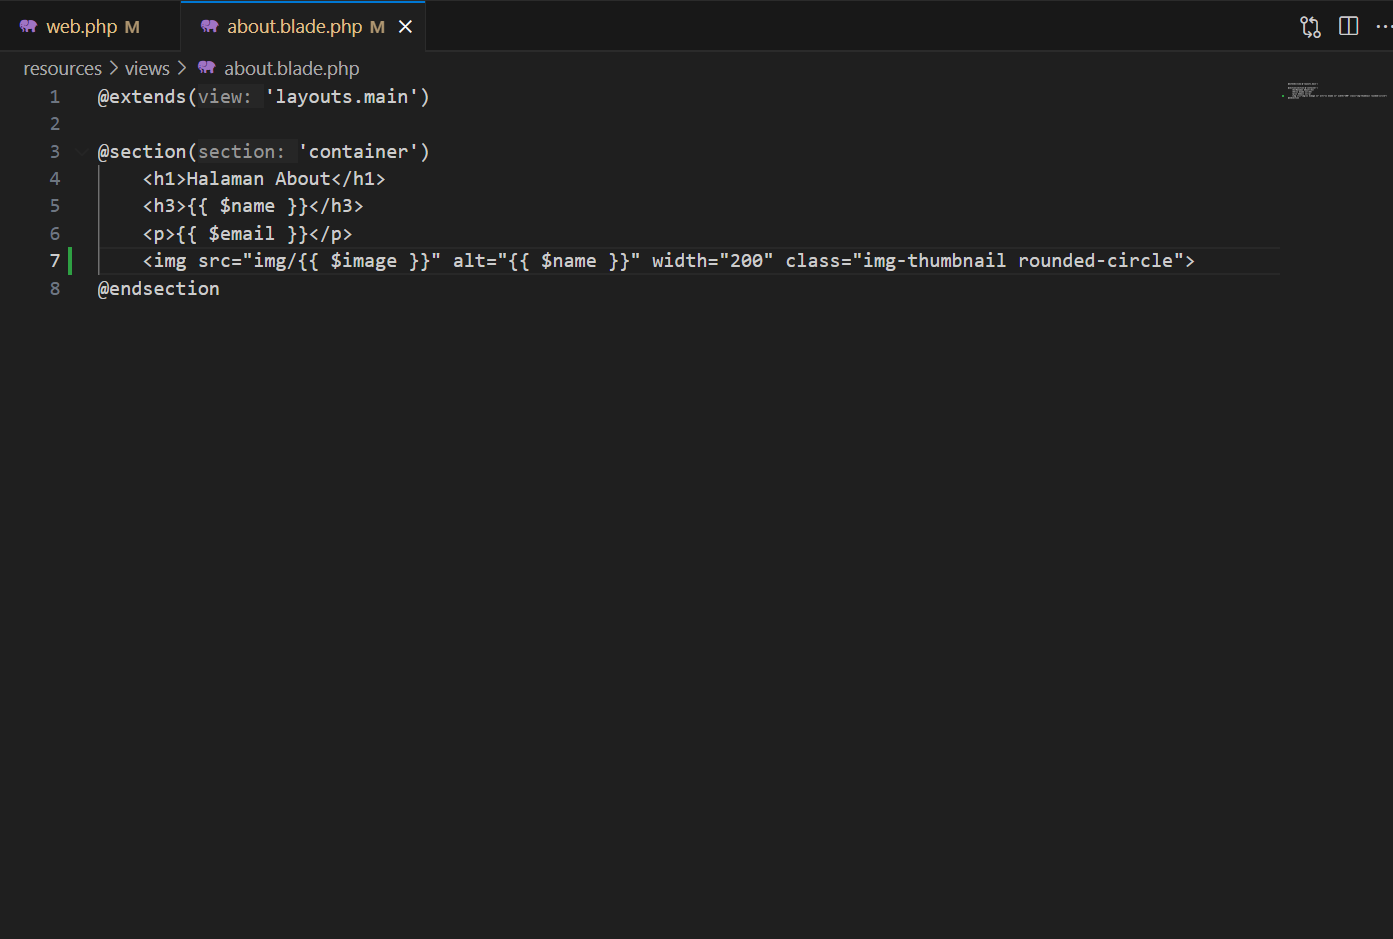 web.php M about.blade.php M
resources > views > about.blade.php
1 @extends(view: 'layouts.main')
2
3 @section(section: 'container')
4 <h1>Halaman About</h1>
5 <h3>{{ $name }}</h3>
6 <p>{{ $email }}</p>
7 <img src="img/{{ $image }}" alt="{{ $name }}" width="200" class="img-thumbnail rounded-circle">
8 @endsection